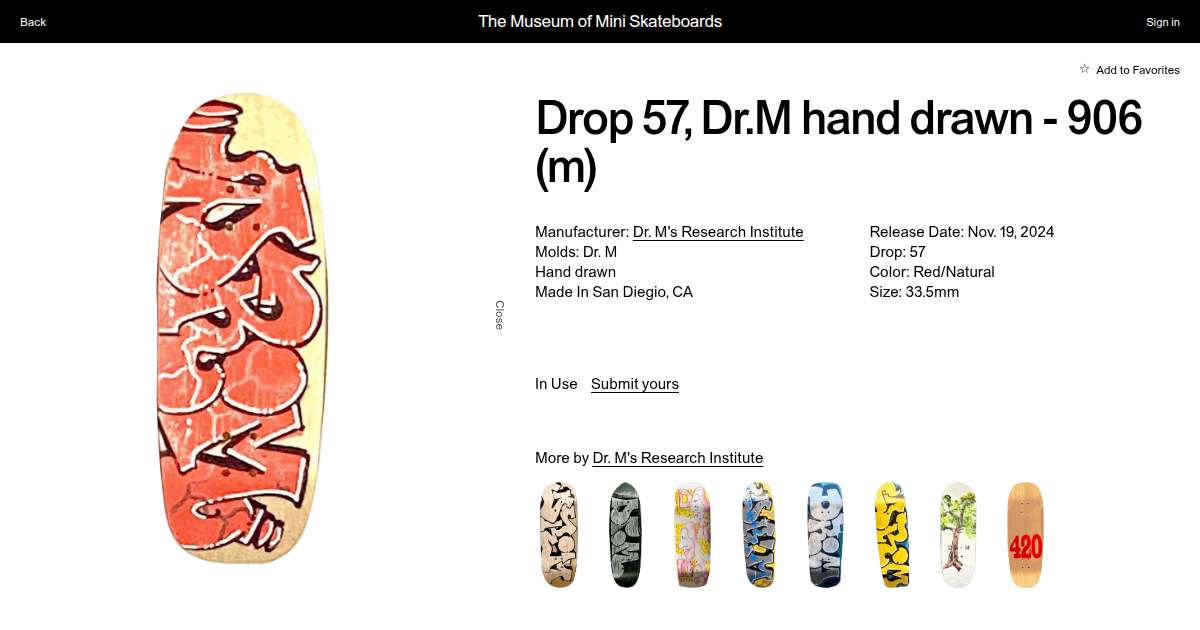 Back
The Museum of Mini Skateboards
Sign in
☆ Add to Favorites
Drop 57, Dr.M hand drawn - 906
(m)
Manufacturer: Dr. M's Research Institute
Molds: Dr. M
Hand drawn
Made In San Diegio, CA
Release Date: Nov. 19, 2024
Drop: 57
Color: Red/Natural
Size: 33.5mm
Close
In Use Submit yours
More by Dr. M's Research Institute
420